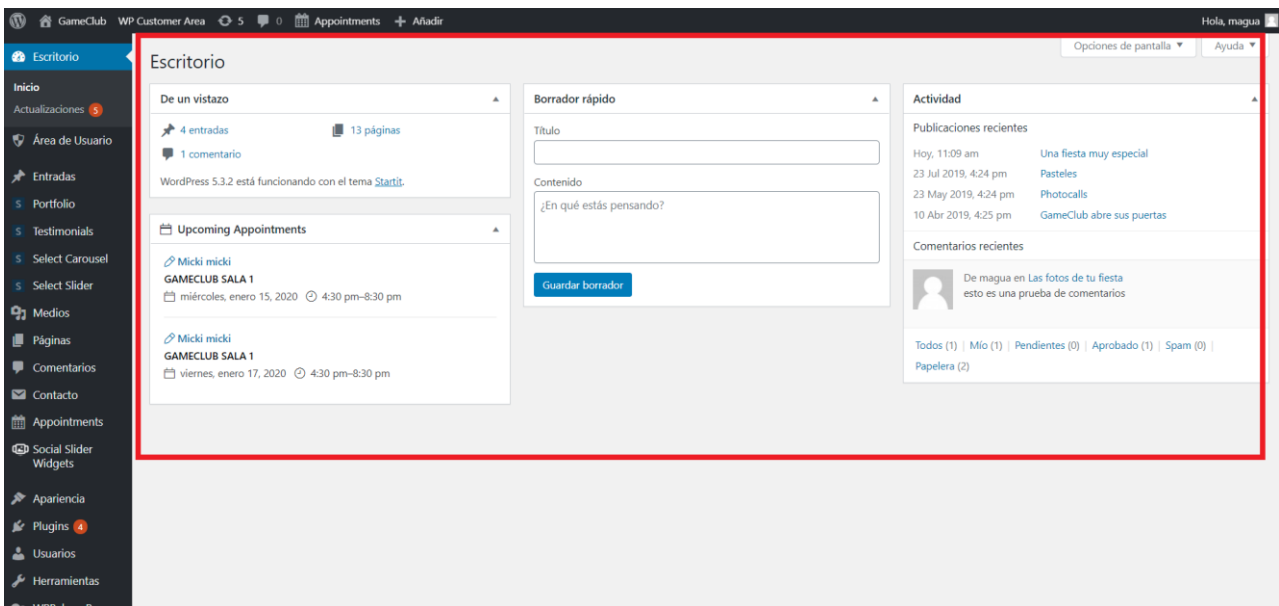 GameClub WP Customer Area 5 0 Appointments + Añadir Hola, magua
Escritorio
Inicio
Actualizaciones 5
Área de Usuario
Entradas
S Portfolio
S Testimonials
S Select Carousel
S Select Slider
Medios
Páginas
Comentarios
Contacto
Appointments
Social Slider
Widgets
Apariencia
Plugins 4
Usuarios
Herramientas
Opciones de pantalla ▼ Ayuda ▼
Escritorio
De un vistazo
4 entradas 13 páginas
1 comentario
WordPress 5.3.2 está funcionando con el tema Startit.
Upcoming Appointments
Micki micki
GAMECLUB SALA 1
miércoles, enero 15, 2020 4:30 pm–8:30 pm
Micki micki
GAMECLUB SALA 1
viernes, enero 17, 2020 4:30 pm–8:30 pm
Borrador rápido
Título
Contenido
¿En qué estás pensando?
Guardar borrador
Actividad
Publicaciones recientes
Hoy, 11:09 am Una fiesta muy especial
23 Jul 2019, 4:24 pm Pasteles
23 May 2019, 4:24 pm Photocalls
10 Abr 2019, 4:25 pm GameClub abre sus puertas
Comentarios recientes
De magua en Las fotos de tu fiesta
esto es una prueba de comentarios
Todos (1) | Mío (1) | Pendientes (0) | Aprobado (1) | Spam (0) |
Papelera (2)